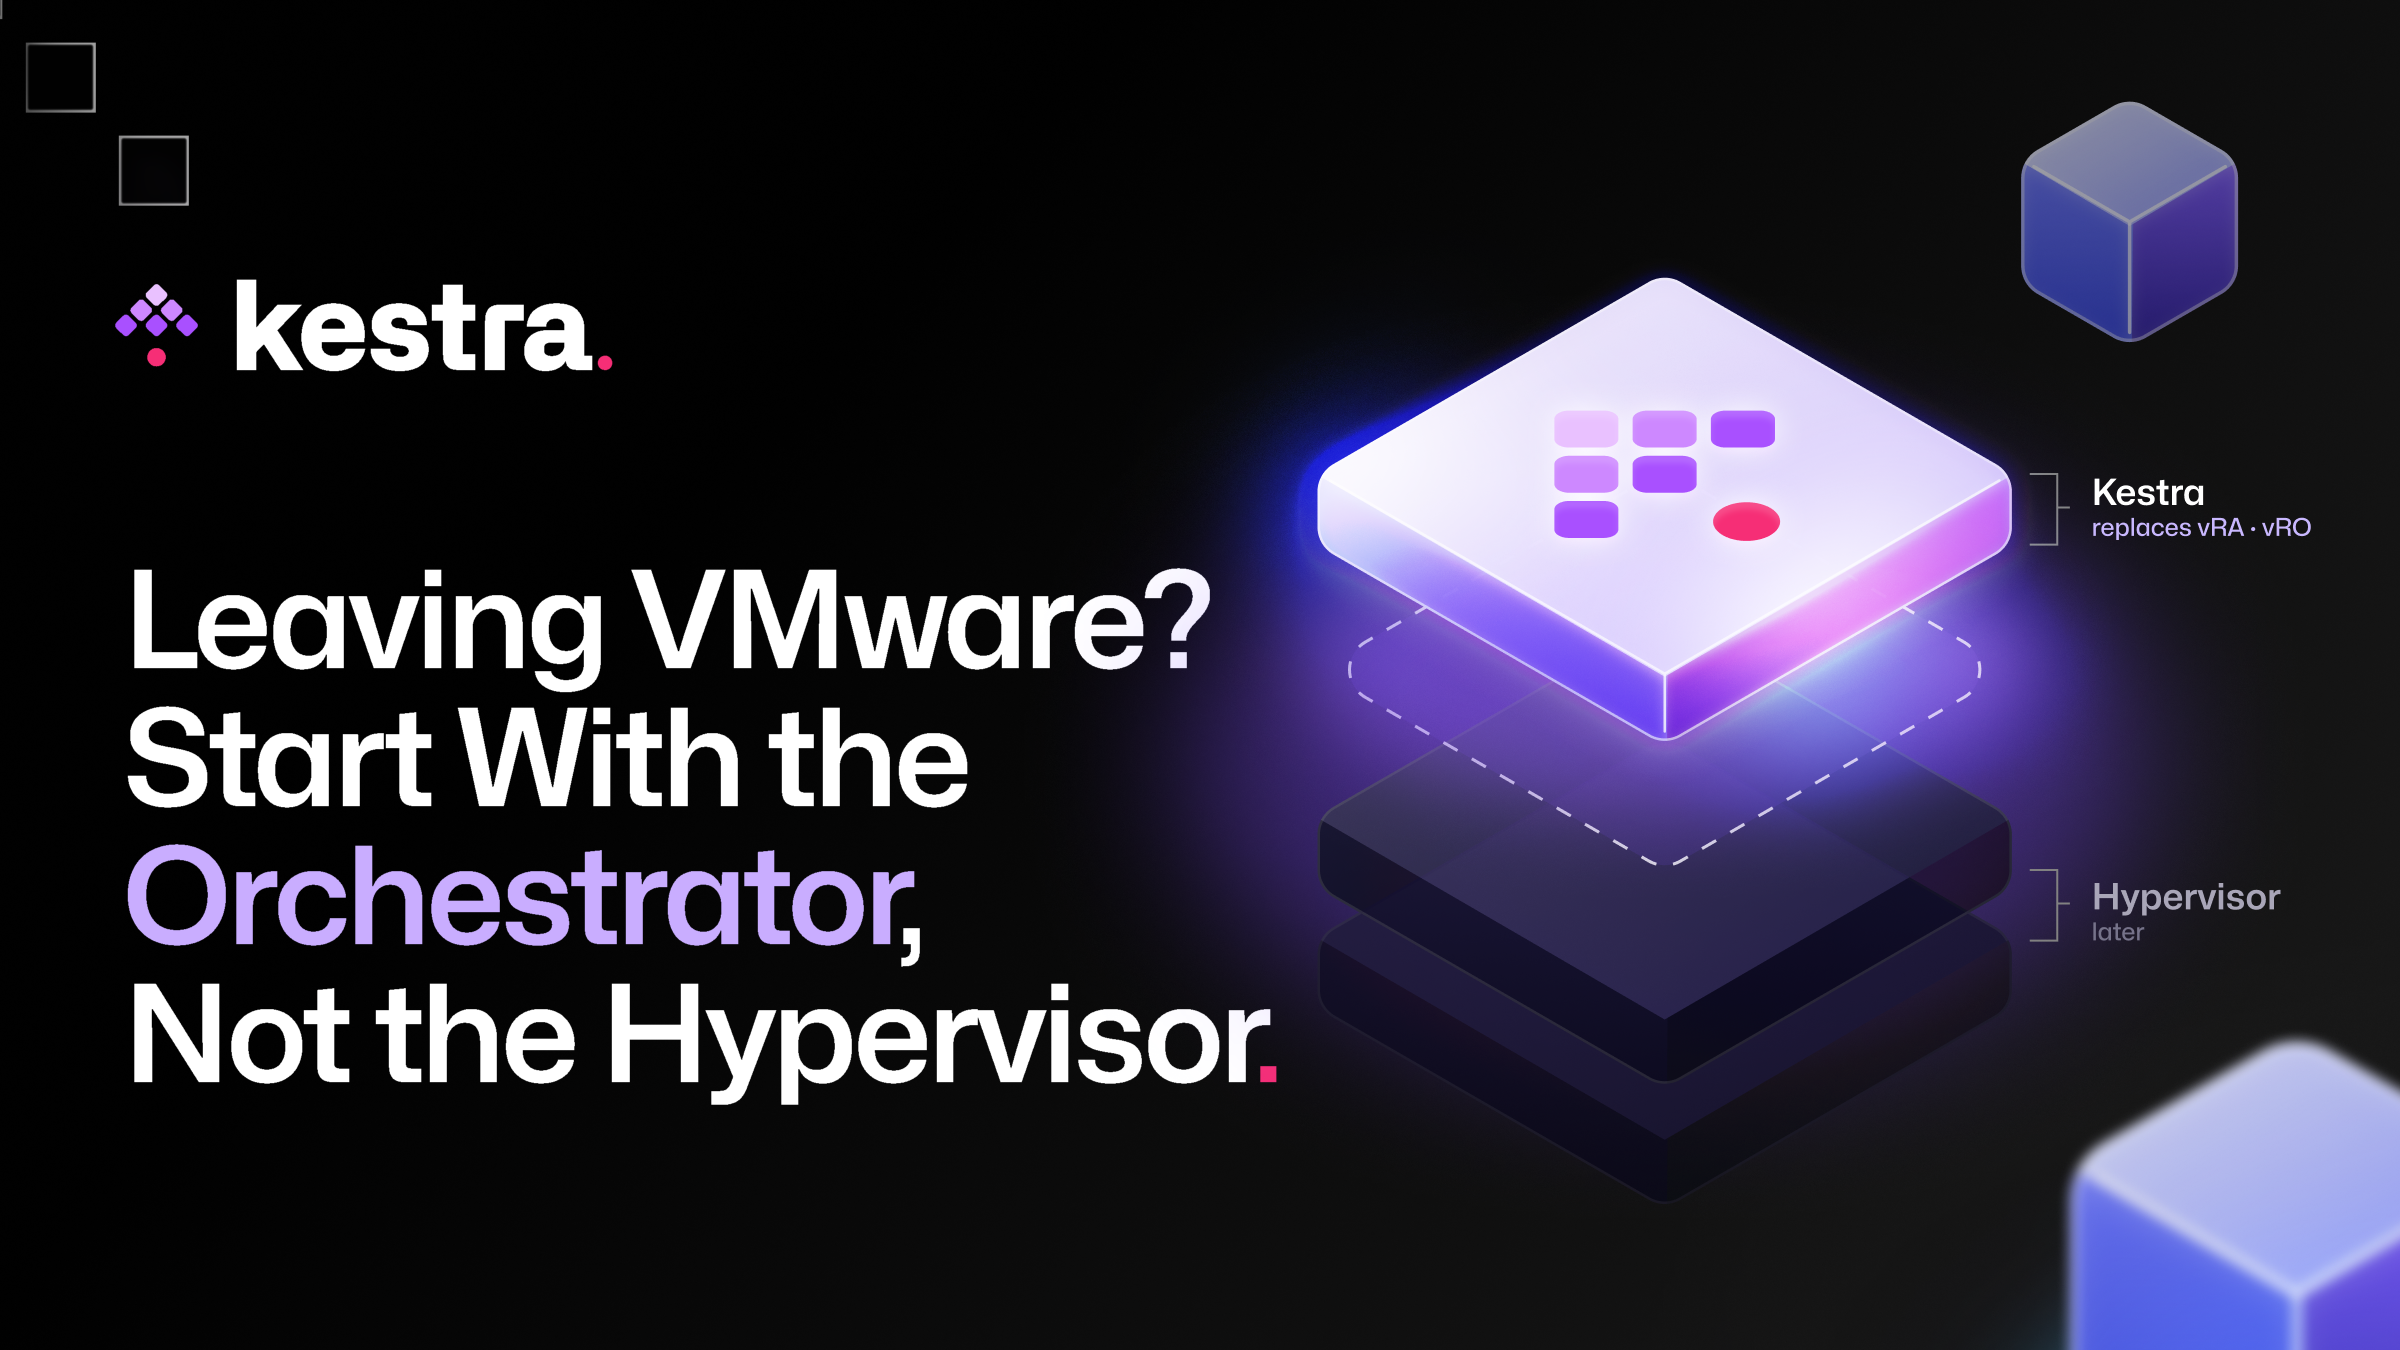 kestra.
Leaving VMware?
Start With the
Orchestrator,
Not the Hypervisor.
Kestra
replaces vRA · vRO
Hypervisor
later